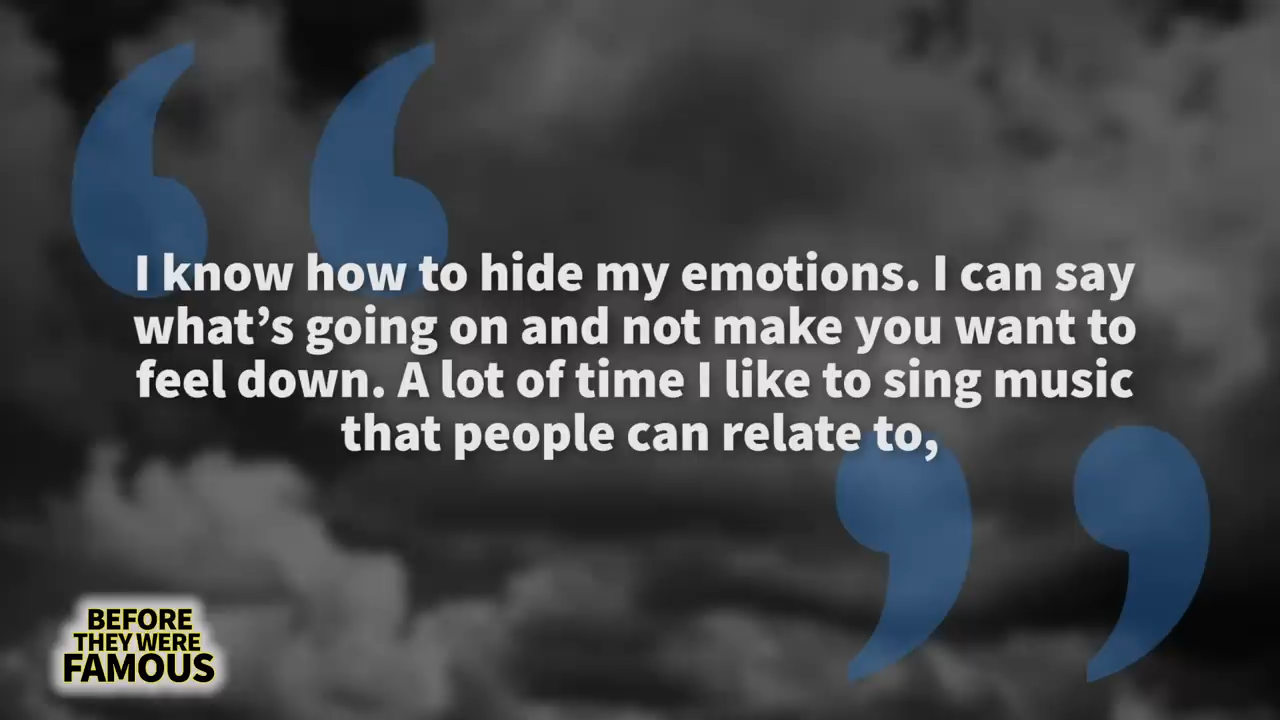 I know how to hide my emotions. I can say
what’s going on and not make you want to
feel down. A lot of time I like to sing music
that people can relate to,
BEFORE
THEY WERE
FAMOUS